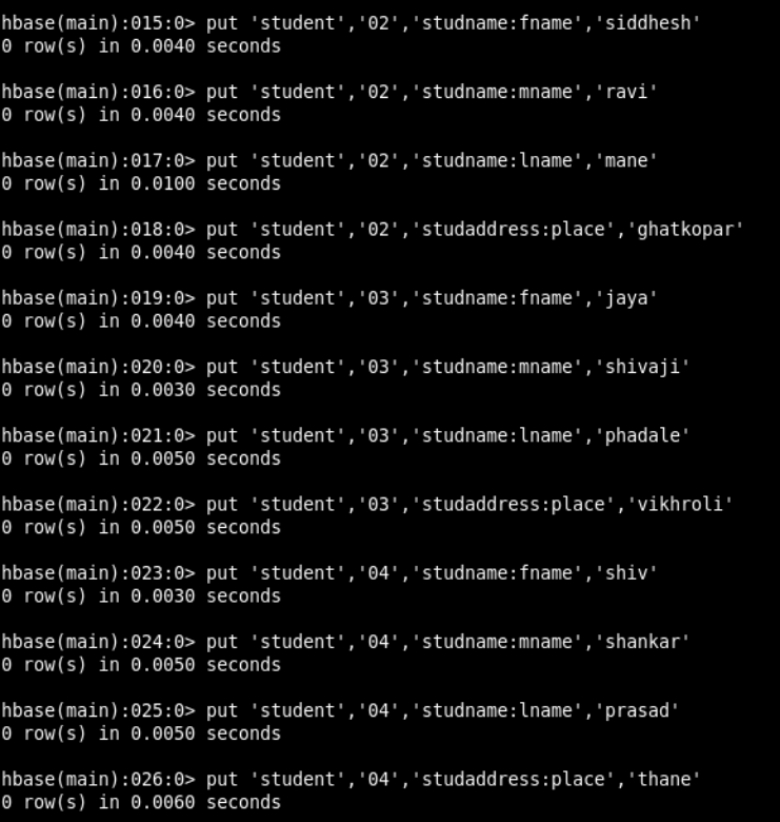 hbase(main):015:0> put 'student','02','studname:fname','siddhesh'
0 row(s) in 0.0040 seconds
hbase(main):016:0> put 'student','02','studname:mname','ravi'
0 row(s) in 0.0040 seconds
hbase(main):017:0> put 'student','02','studname:lname','mane'
0 row(s) in 0.0100 seconds
hbase(main):018:0> put 'student','02','studaddress:place','ghatkopar'
0 row(s) in 0.0040 seconds
hbase(main):019:0> put 'student','03','studname:fname','jaya'
0 row(s) in 0.0040 seconds
hbase(main):020:0> put 'student','03','studname:mname','shivaji'
0 row(s) in 0.0030 seconds
hbase(main):021:0> put 'student','03','studname:lname','phadale'
0 row(s) in 0.0050 seconds
hbase(main):022:0> put 'student','03','studaddress:place','vikhroli'
0 row(s) in 0.0050 seconds
hbase(main):023:0> put 'student','04','studname:fname','shiv'
0 row(s) in 0.0030 seconds
hbase(main):024:0> put 'student','04','studname:mname','shankar'
0 row(s) in 0.0050 seconds
hbase(main):025:0> put 'student','04','studname:lname','prasad'
0 row(s) in 0.0050 seconds
hbase(main):026:0> put 'student','04','studaddress:place','thane'
0 row(s) in 0.0060 seconds